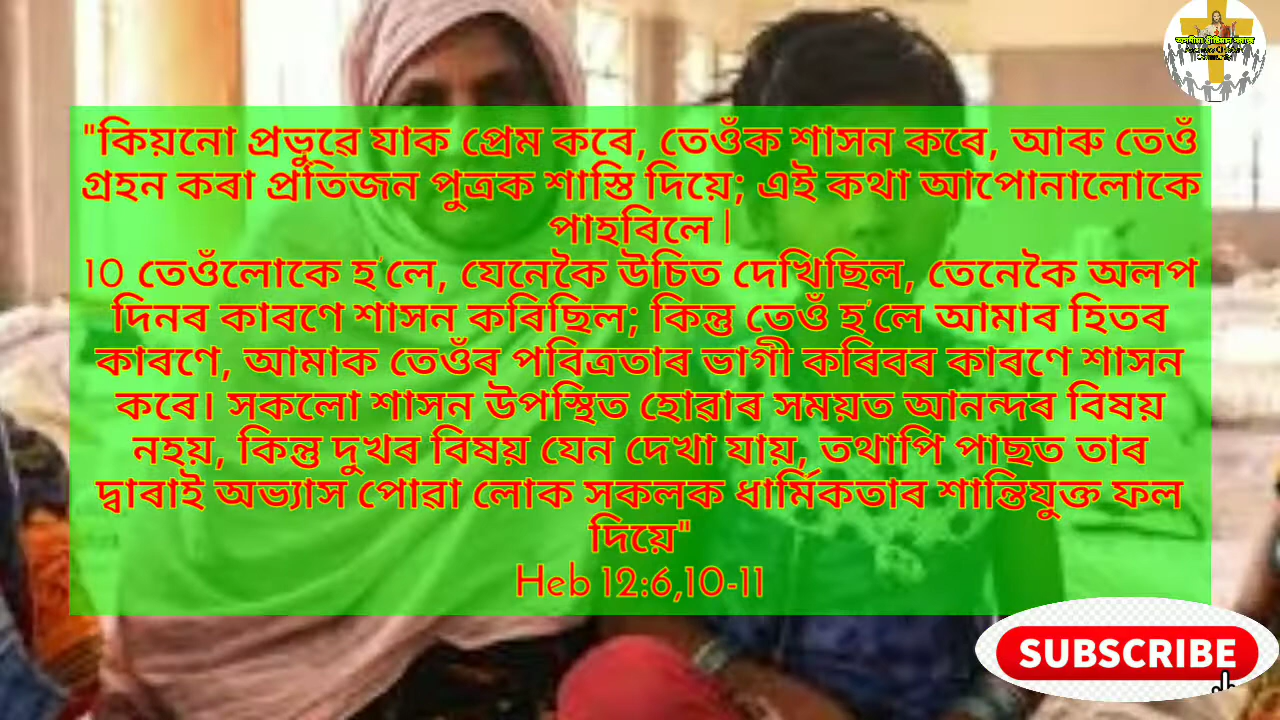 "কিয়নো প্ৰভুৱে যাক প্ৰেম কৰে, তেওঁক শাসন কৰে, আৰু তেওঁ
গ্ৰহন কৰা প্ৰতিজন পুত্ৰক শাস্তি দিয়ে; এই কথা আপোনালোকে
পাহৰিলে |
10 তেওঁলোকে হ'লে, যেনেকৈ উচিত দেখিছিল, তেনেকৈ অলপ
দিনৰ কাৰণে শাসন কৰিছিল; কিন্তু তেওঁ হ'লে আমাৰ হিতৰ
কাৰণে, আমাক তেওঁৰ পবিত্ৰতাৰ ভাগী কৰিবৰ কাৰণে শাসন
কৰে। সকলো শাসন উপস্থিত হোৱাৰ সময়ত আনন্দৰ বিষয়
নহয়, কিন্তু দুখৰ বিষয় যেন দেখা যায়, তথাপি পাছত তাৰ
দ্বাৰাই অভ্যাস পোৱা লোক সকলক ধাৰ্মিকতাৰ শান্তিযুক্ত ফল
দিয়ে"
Heb 12:6,10-11
SUBSCRIBE